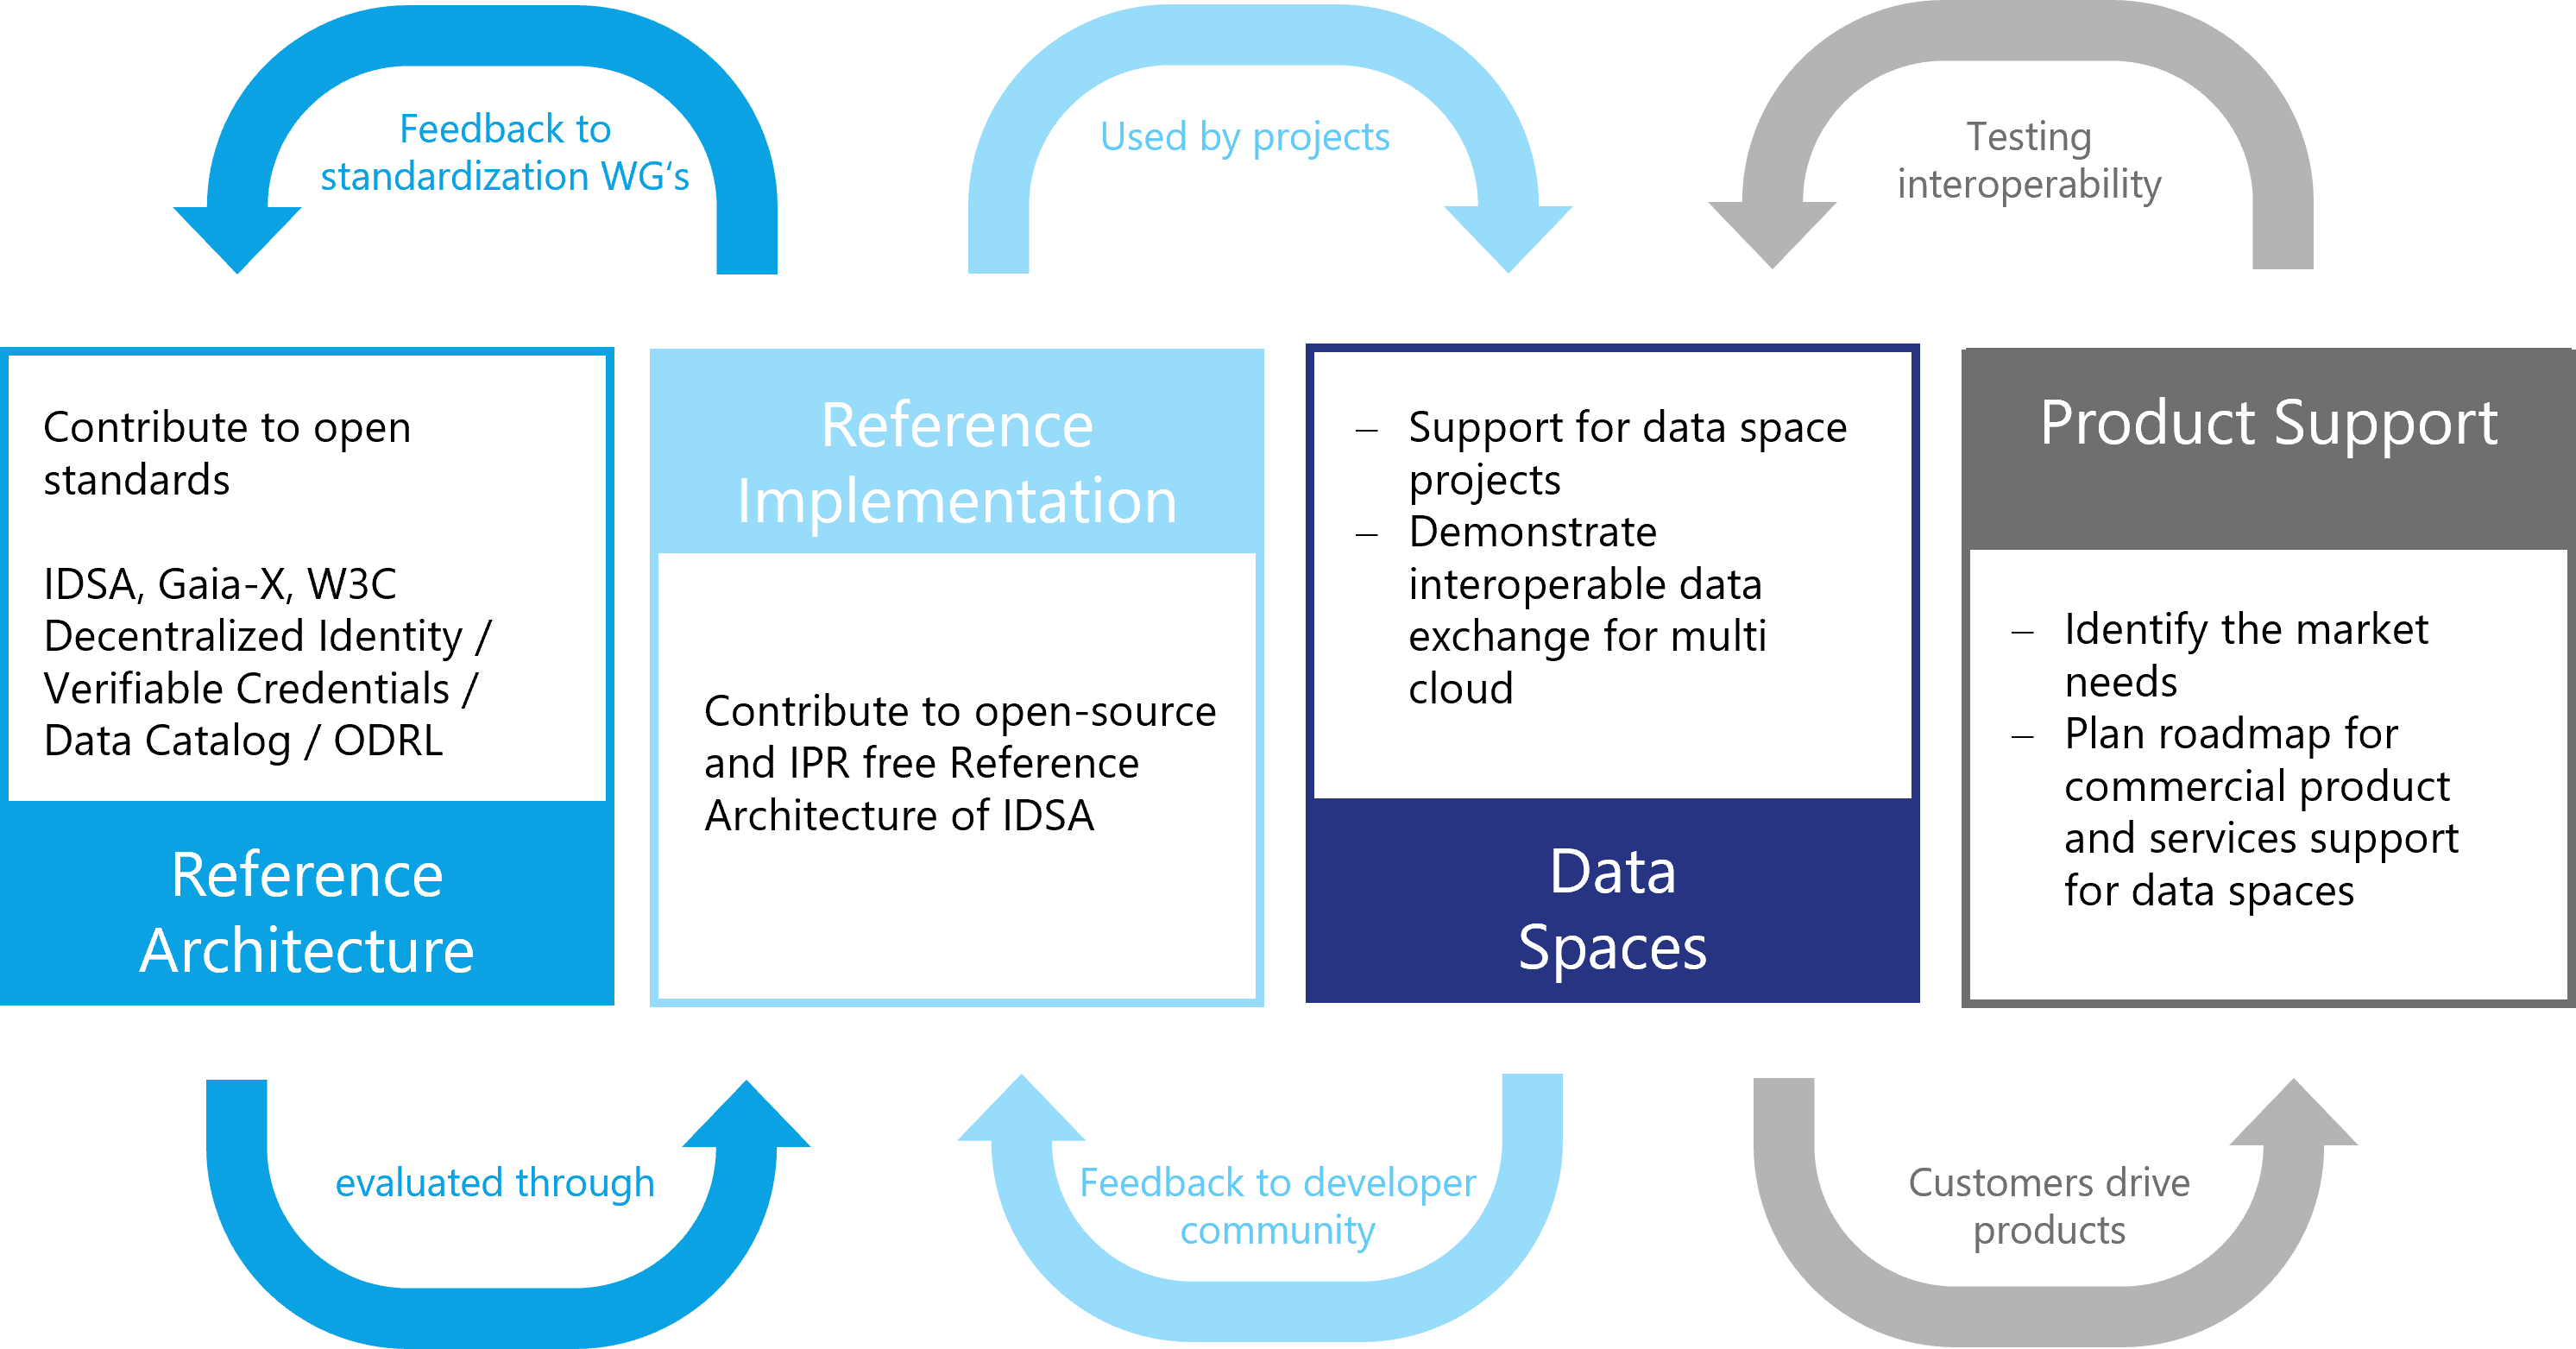 Feedback to
standardization WG‘s
Used by projects
Testing
interoperability
Contribute to open
standards
IDSA, Gaia-X, W3C
Decentralized Identity /
Verifiable Credentials /
Data Catalog / ODRL
Reference
Architecture
Reference
Implementation
Contribute to open-source
and IPR free Reference
Architecture of IDSA
– Support for data space
projects
– Demonstrate
interoperable data
exchange for multi
cloud
Data
Spaces
Product Support
– Identify the market
needs
– Plan roadmap for
commercial product
and services support
for data spaces
evaluated through
Feedback to developer
community
Customers drive
products